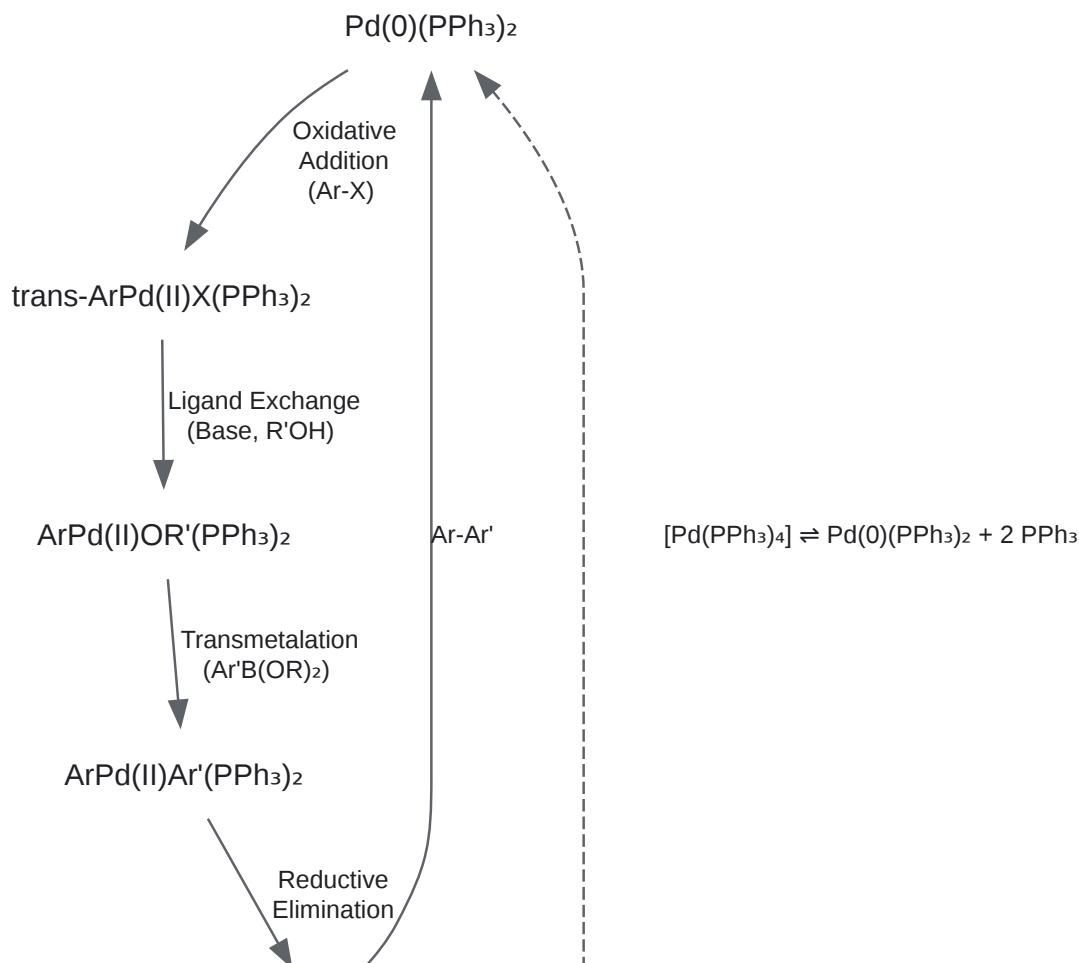 Pd(0)(PPh₃)₂
Oxidative
Addition
(Ar-X)
trans-ArPd(II)X(PPh₃)₂
Ligand Exchange
(Base, R'OH)
ArPd(II)OR'(PPh₃)₂
Ar-Ar'
[Pd(PPh₃)₄] ⇌ Pd(0)(PPh₃)₂ + 2 PPh₃
Transmetalation
(Ar'B(OR)₂)
ArPd(II)Ar'(PPh₃)₂
Reductive
Elimination